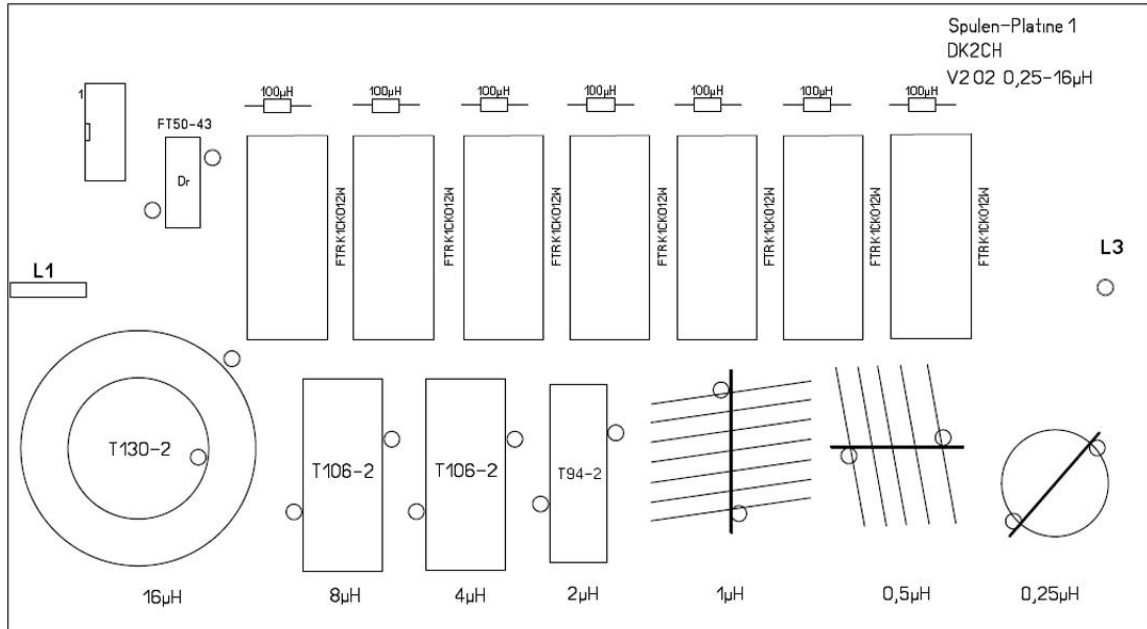 Spulen-Platine 1
DK2CH
V2 02 0,25-16µH
100µH 100µH 100µH 100µH 100µH 100µH 100µH
1
FT50-43
Dr
FTRK1CK012W FTRK1CK012W FTRK1CK012W FTRK1CK012W FTRK1CK012W FTRK1CK012W FTRK1CK012W
L1
L3
T130-2
T106-2
T106-2
T94-2
16µH 8µH 4µH 2µH 1µH 0,5µH 0,25µH